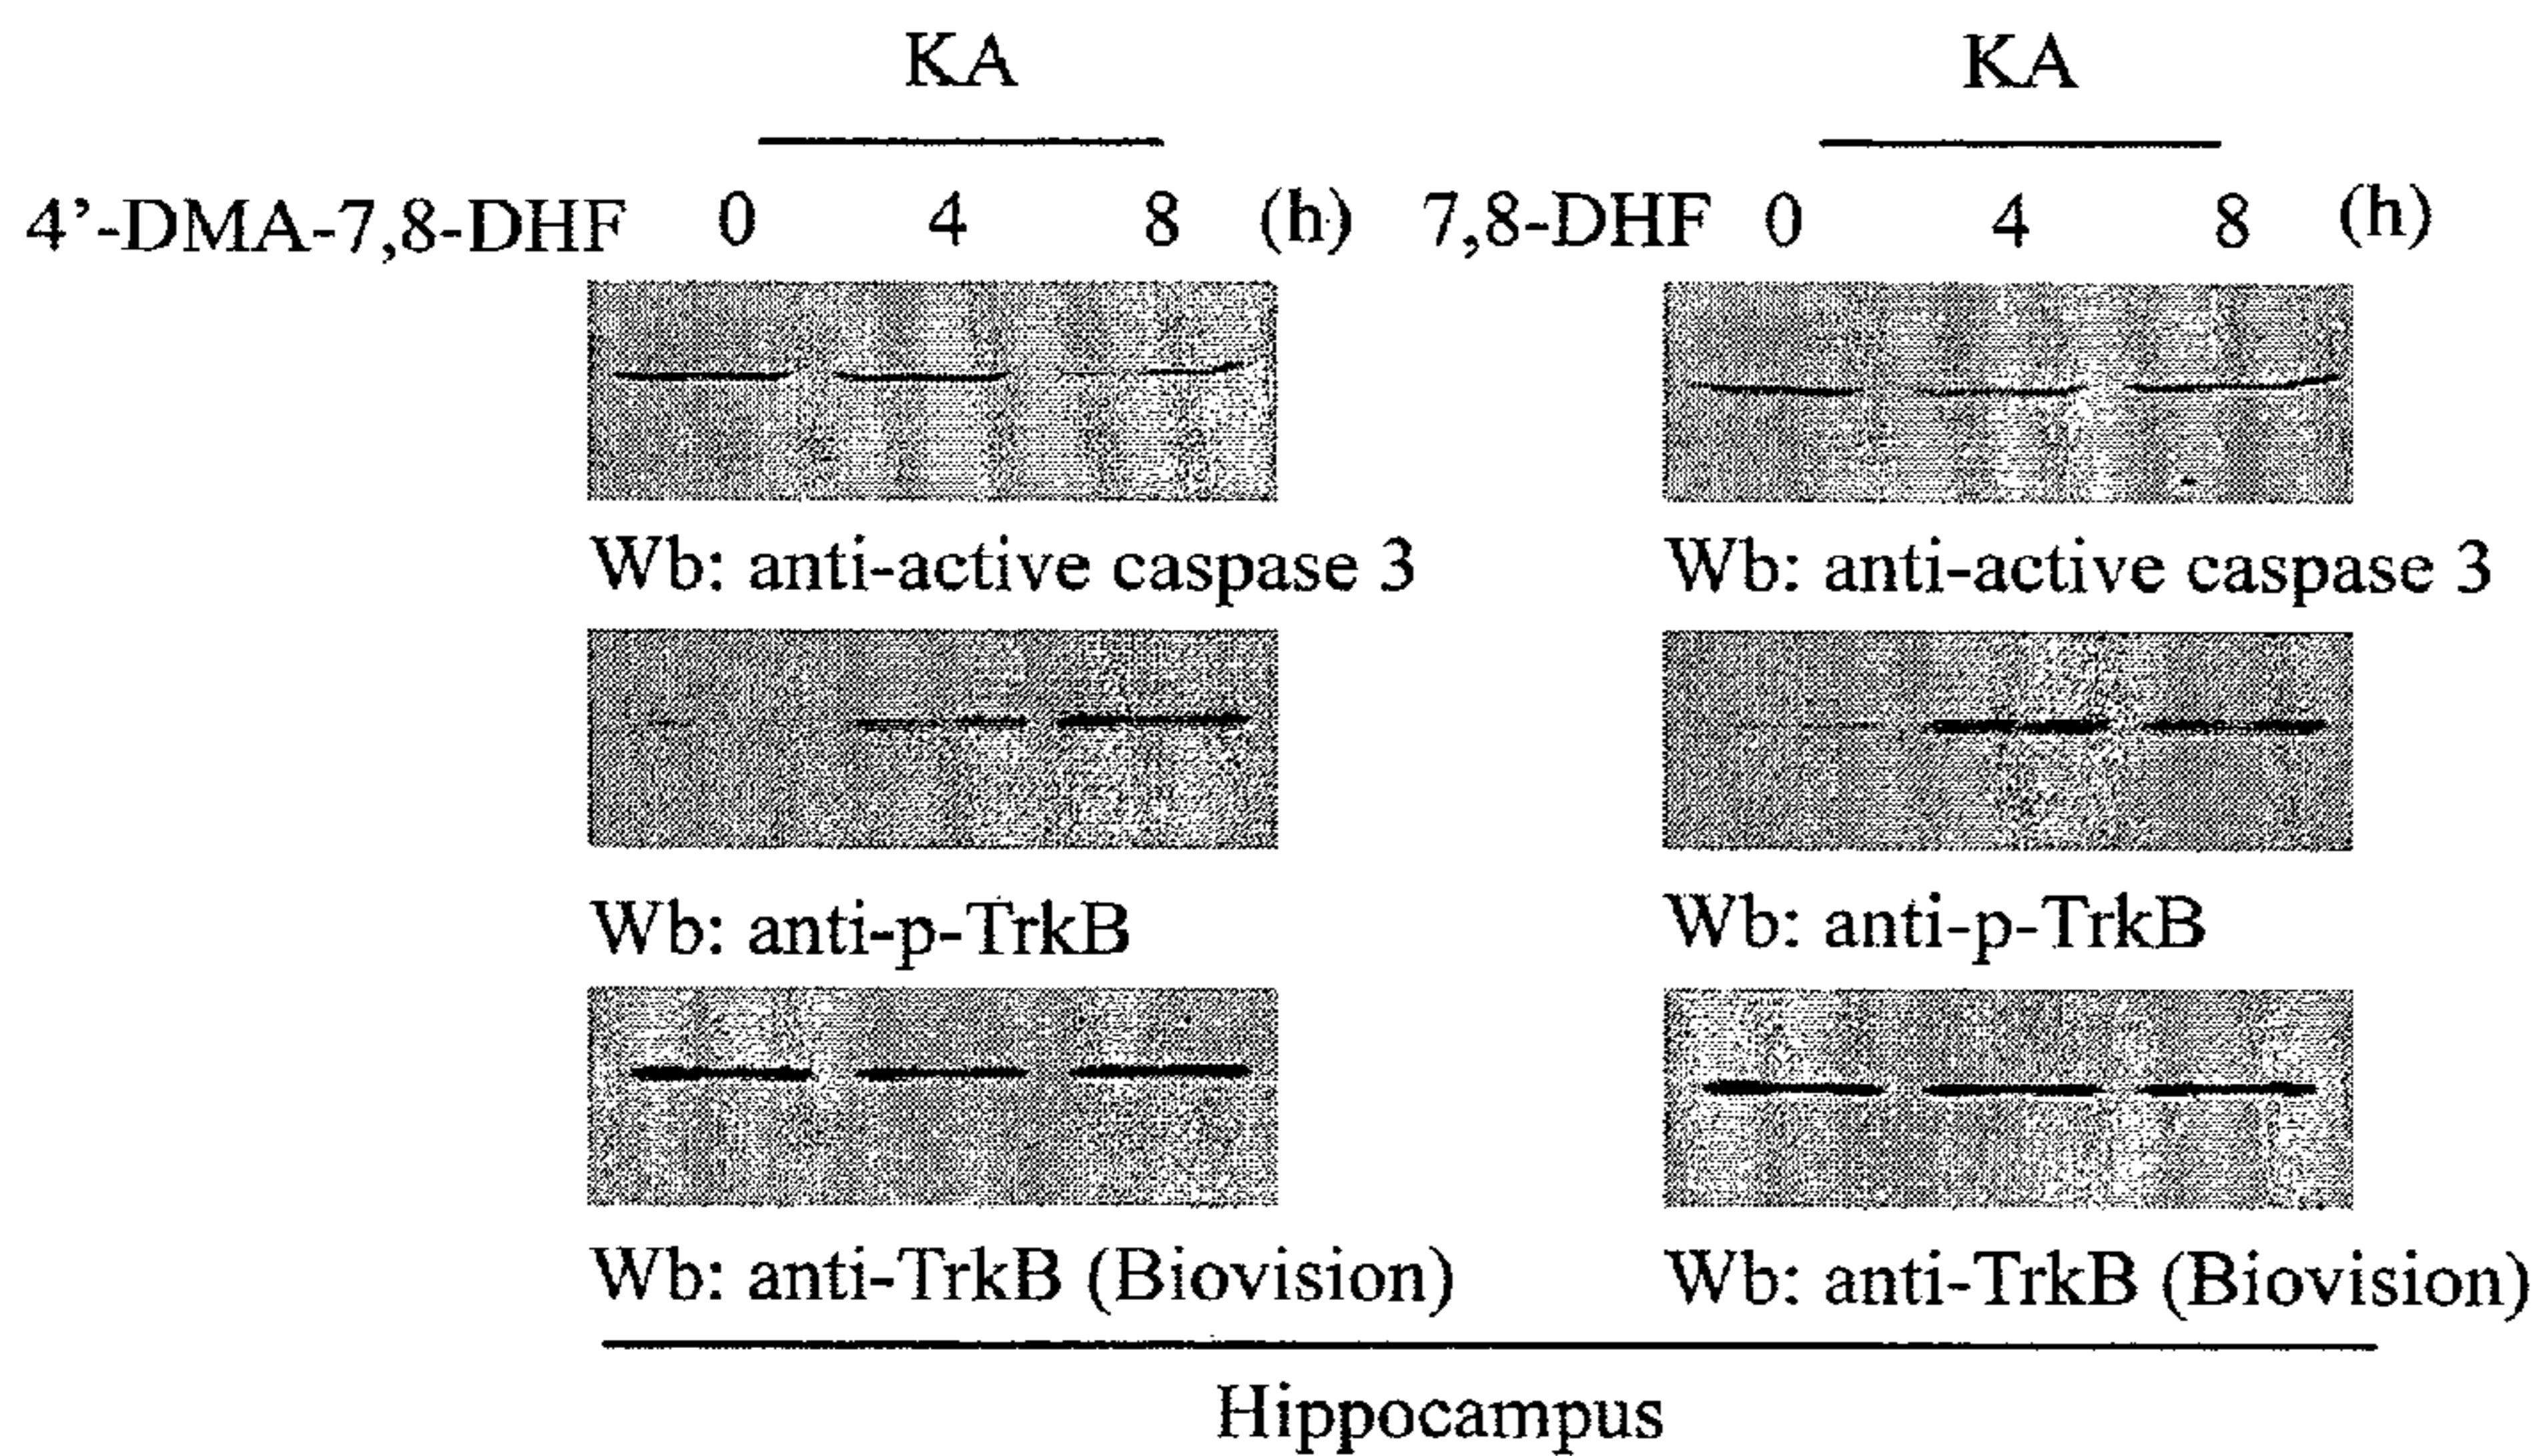 KA KA
4’-DMA-7,8-DHF 0 4 8 (h) 7,8-DHF 0 4 8 (h)
Wb: anti-active caspase 3 Wb: anti-active caspase 3
Wb: anti-p-TrkB Wb: anti-p-TrkB
Wb: anti-TrkB (Biovision) Wb: anti-TrkB (Biovision)
Hippocampus